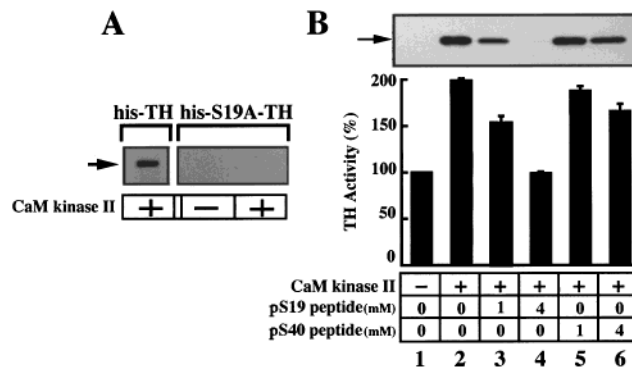 A
B
his-TH his-S19A-TH
CaM kinase II + − +
TH Activity (%)
200
150
100
50
0
CaM kinase II − + + + + +
pS19 peptide(mM) 0 0 1 4 0 0
pS40 peptide(mM) 0 0 0 0 1 4
1 2 3 4 5 6